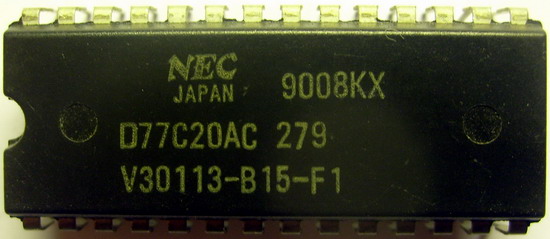 NEC 9008KX
JAPAN
D77C20AC 279
V30113-B15-F1